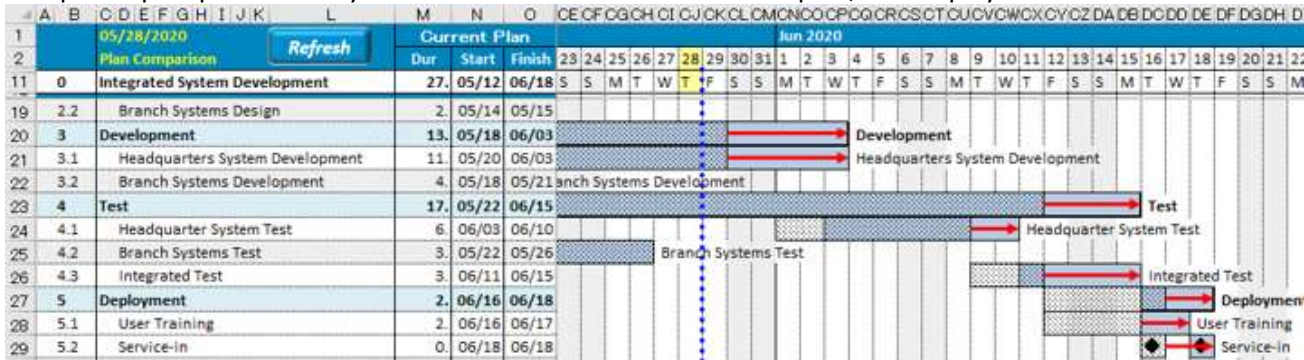 A B C D E F G H I J K L M N O CE CF CG CH CI CJ CK CL CM CN CO CP CQ CR CS CT CU CV CW CX CY CZ DA DB DC DD DE DF DG DH
1 05/28/2020 Refresh Current Plan Jun 2020
2 Plan Comparison Dur Start Finish 23 24 25 26 27 28 29 30 31 1 2 3 4 5 6 7 8 9 10 11 12 13 14 15 16 17 18 19 20 21 22
11 0 Integrated System Development 27. 05/12 06/18 S S M T W T F S S M T W T F S S M T W T F S S M T W T F S S M
19 2.2 Branch Systems Design 2. 05/14 05/15
20 3 Development 13. 05/18 06/03 Development
21 3.1 Headquarters System Development 11. 05/20 06/03 Headquarters System Development
22 3.2 Branch Systems Development 4. 05/18 05/21 anch Systems Development
23 4 Test 17. 05/22 06/15 Test
24 4.1 Headquarter System Test 6. 06/03 06/10 Headquarter System Test
25 4.2 Branch Systems Test 3. 05/22 05/26 Branch Systems Test
26 4.3 Integrated Test 3. 06/11 06/15 Integrated Test
27 5 Deployment 2. 06/16 06/18 Deployment
28 5.1 User Training 2. 06/16 06/17 User Training
29 5.2 Service-in 0. 06/18 06/18 Service-in